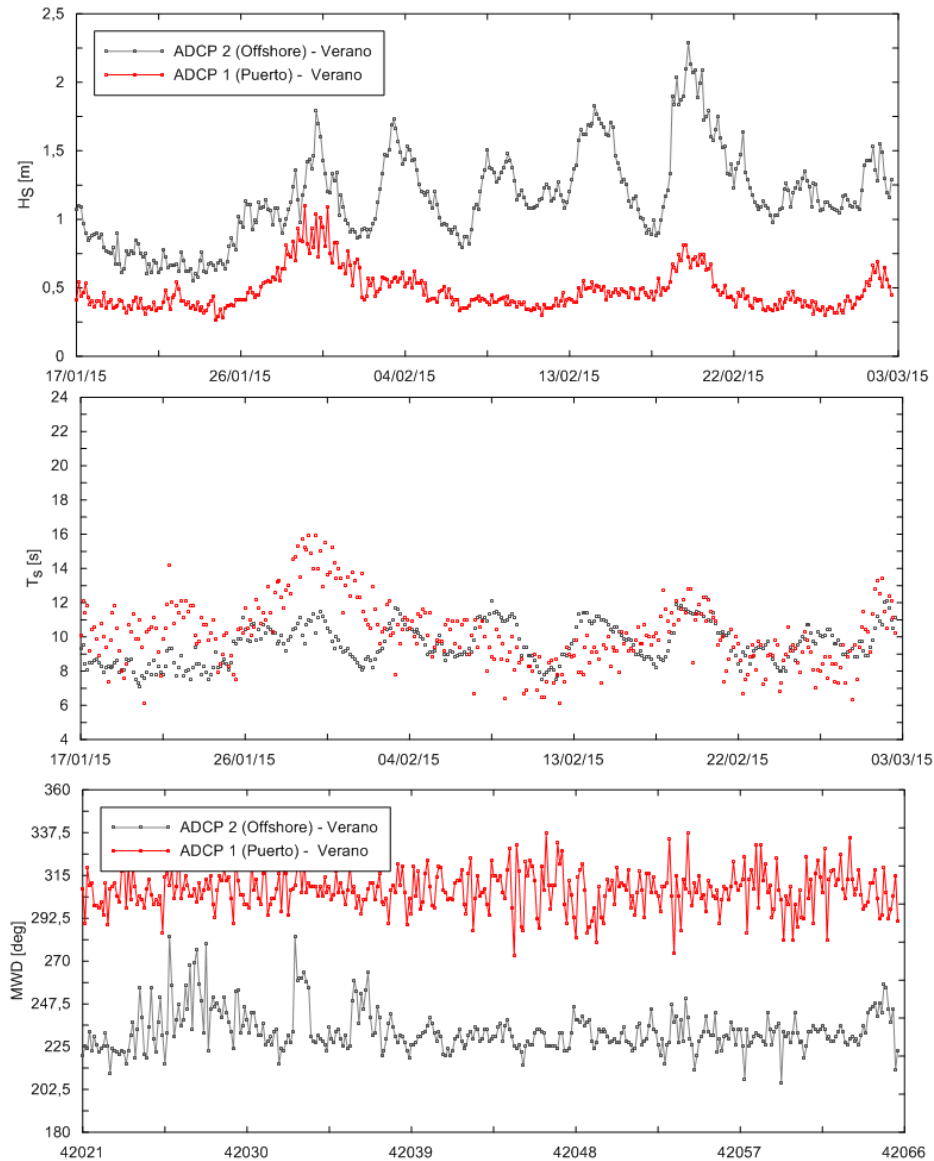 2,5
ADCP 2 (Offshore) - Verano
ADCP 1 (Puerto) - Verano
2
1,5
H_S [m]
1
0,5
0
17/01/15 26/01/15 04/02/15 13/02/15 22/02/15 03/03/15
24
22
20
18
16
14
T_s [s]
12
10
8
6
4
17/01/15 26/01/15 04/02/15 13/02/15 22/02/15 03/03/15
360
ADCP 2 (Offshore) - Verano
337,5
ADCP 1 (Puerto) - Verano
315
292,5
MWD [deg]
270
247,5
225
202,5
180
42021 42030 42039 42048 42057 42066